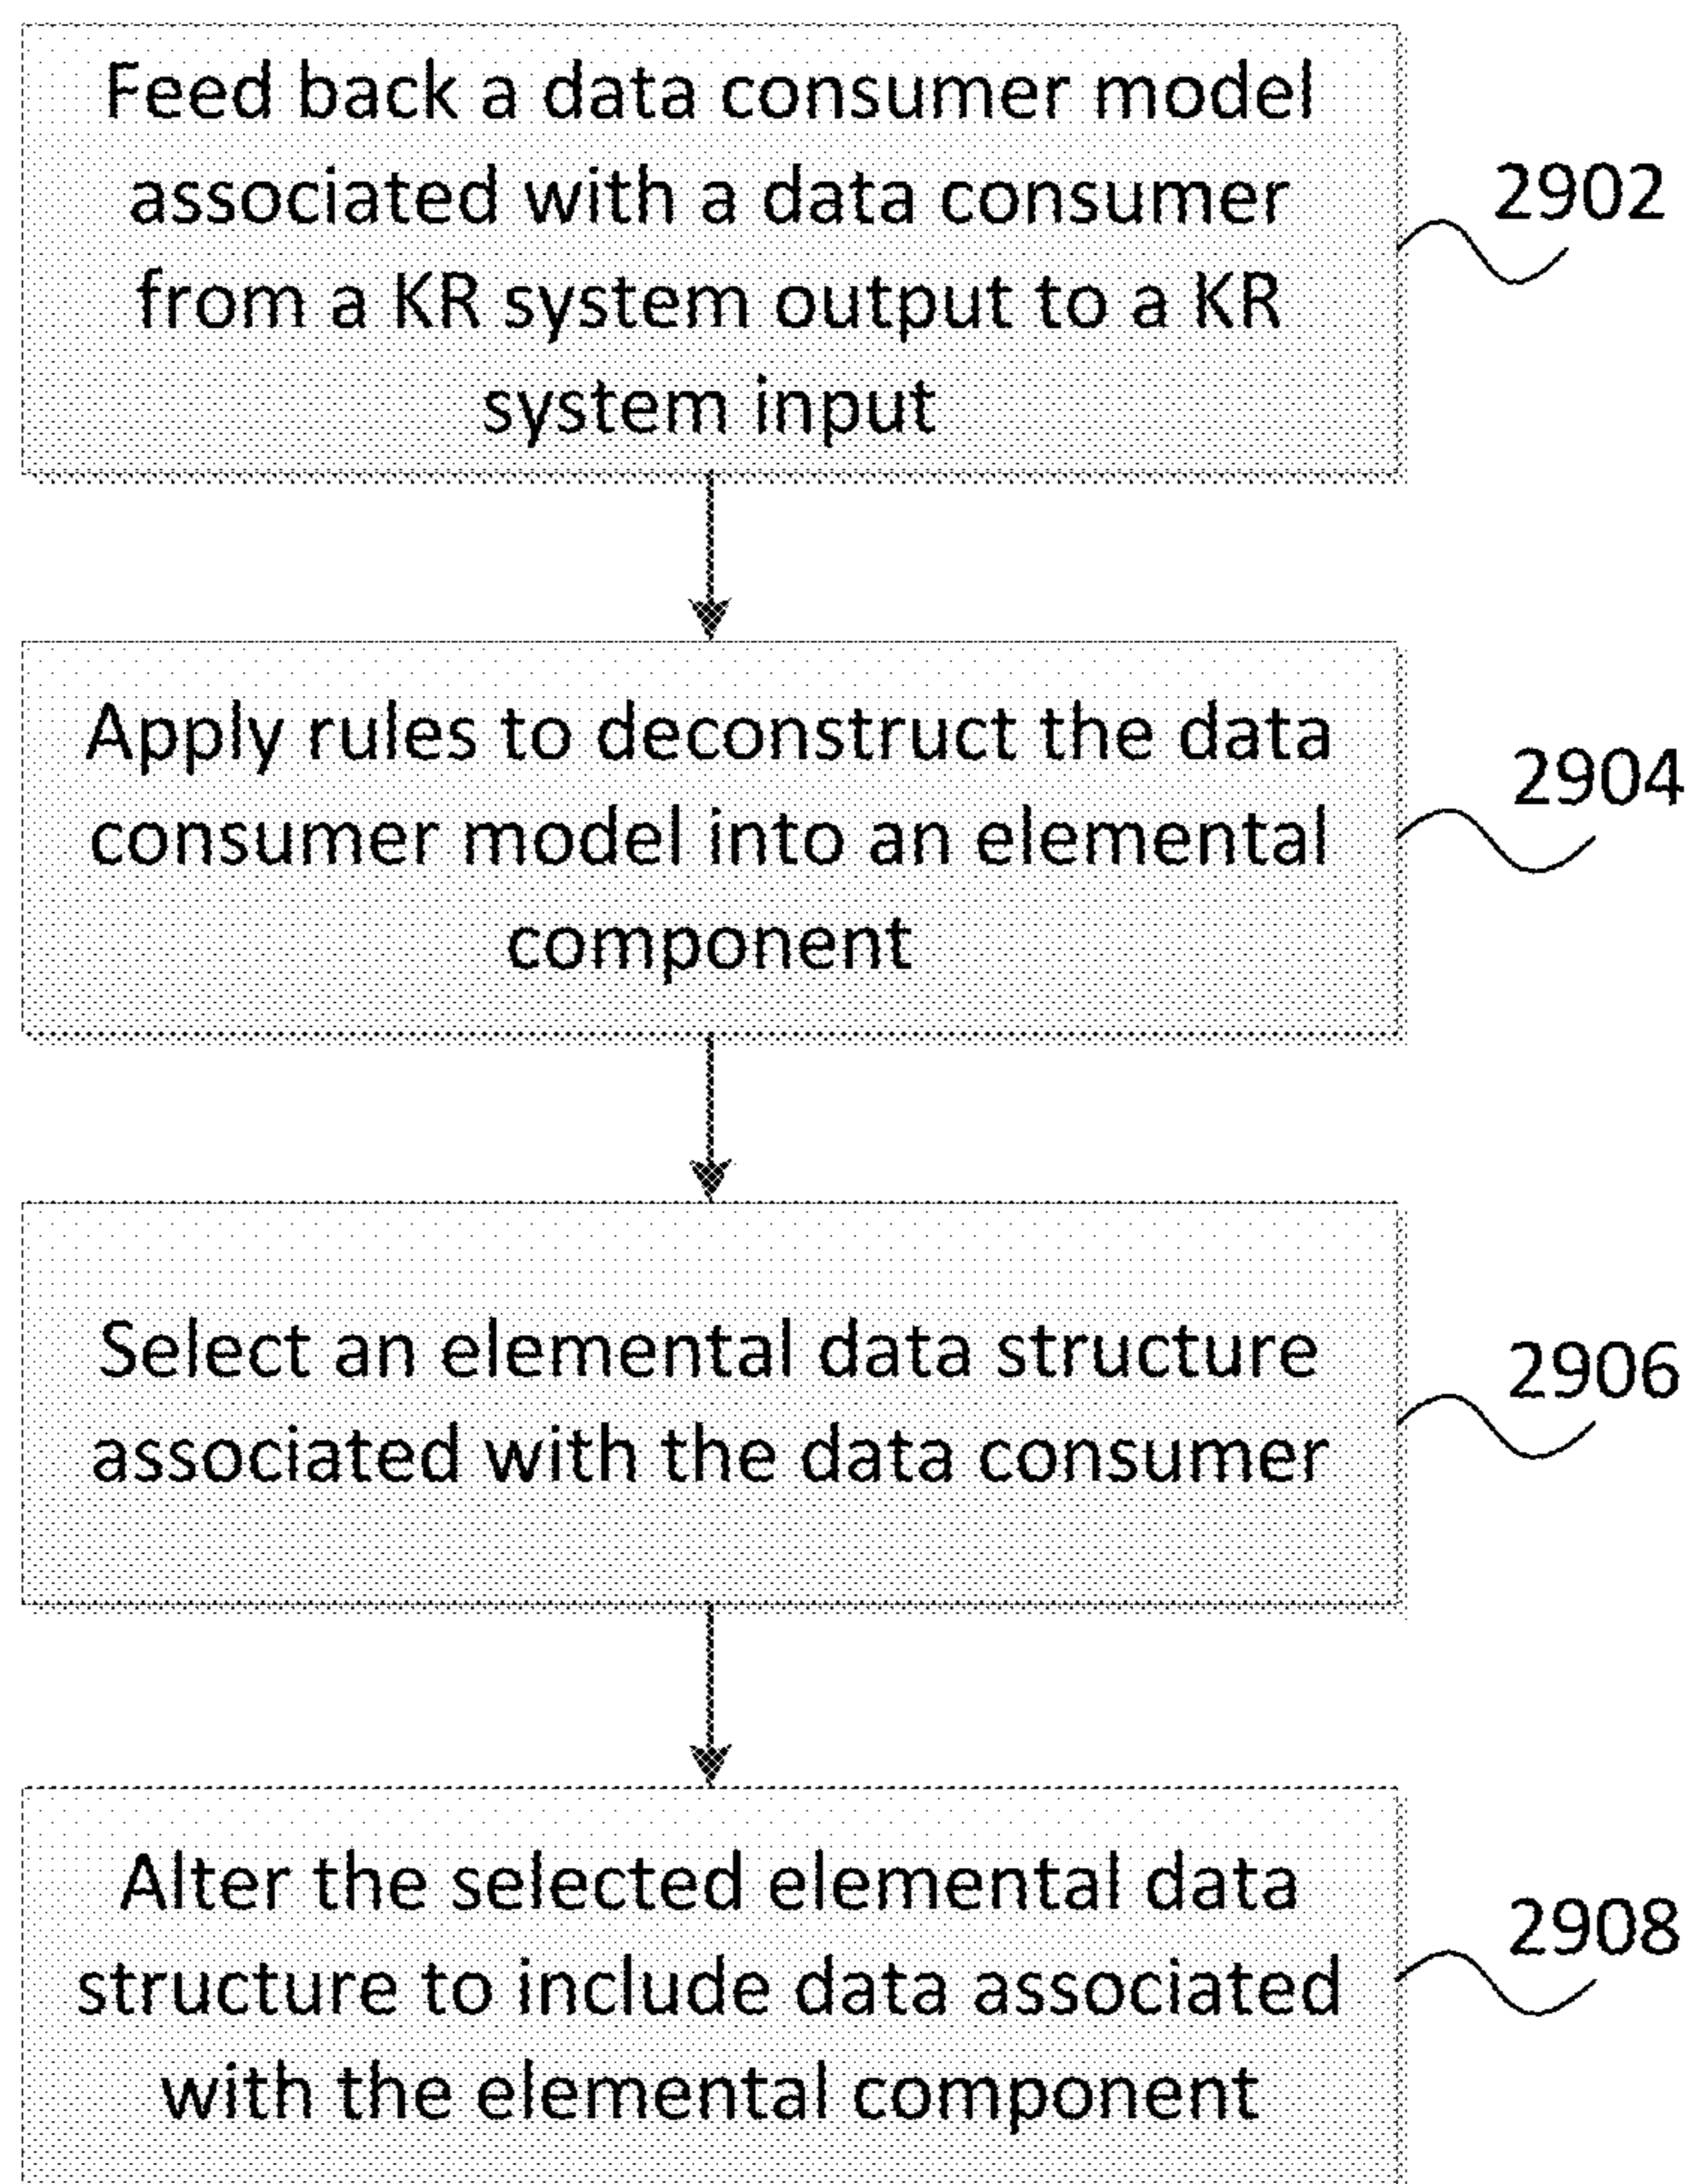 Feed back a data consumer model
associated with a data consumer
from a KR system output to a KR
system input
2902
Apply rules to deconstruct the data
consumer model into an elemental
component
2904
Select an elemental data structure
associated with the data consumer
2906
Alter the selected elemental data
structure to include data associated
with the elemental component
2908